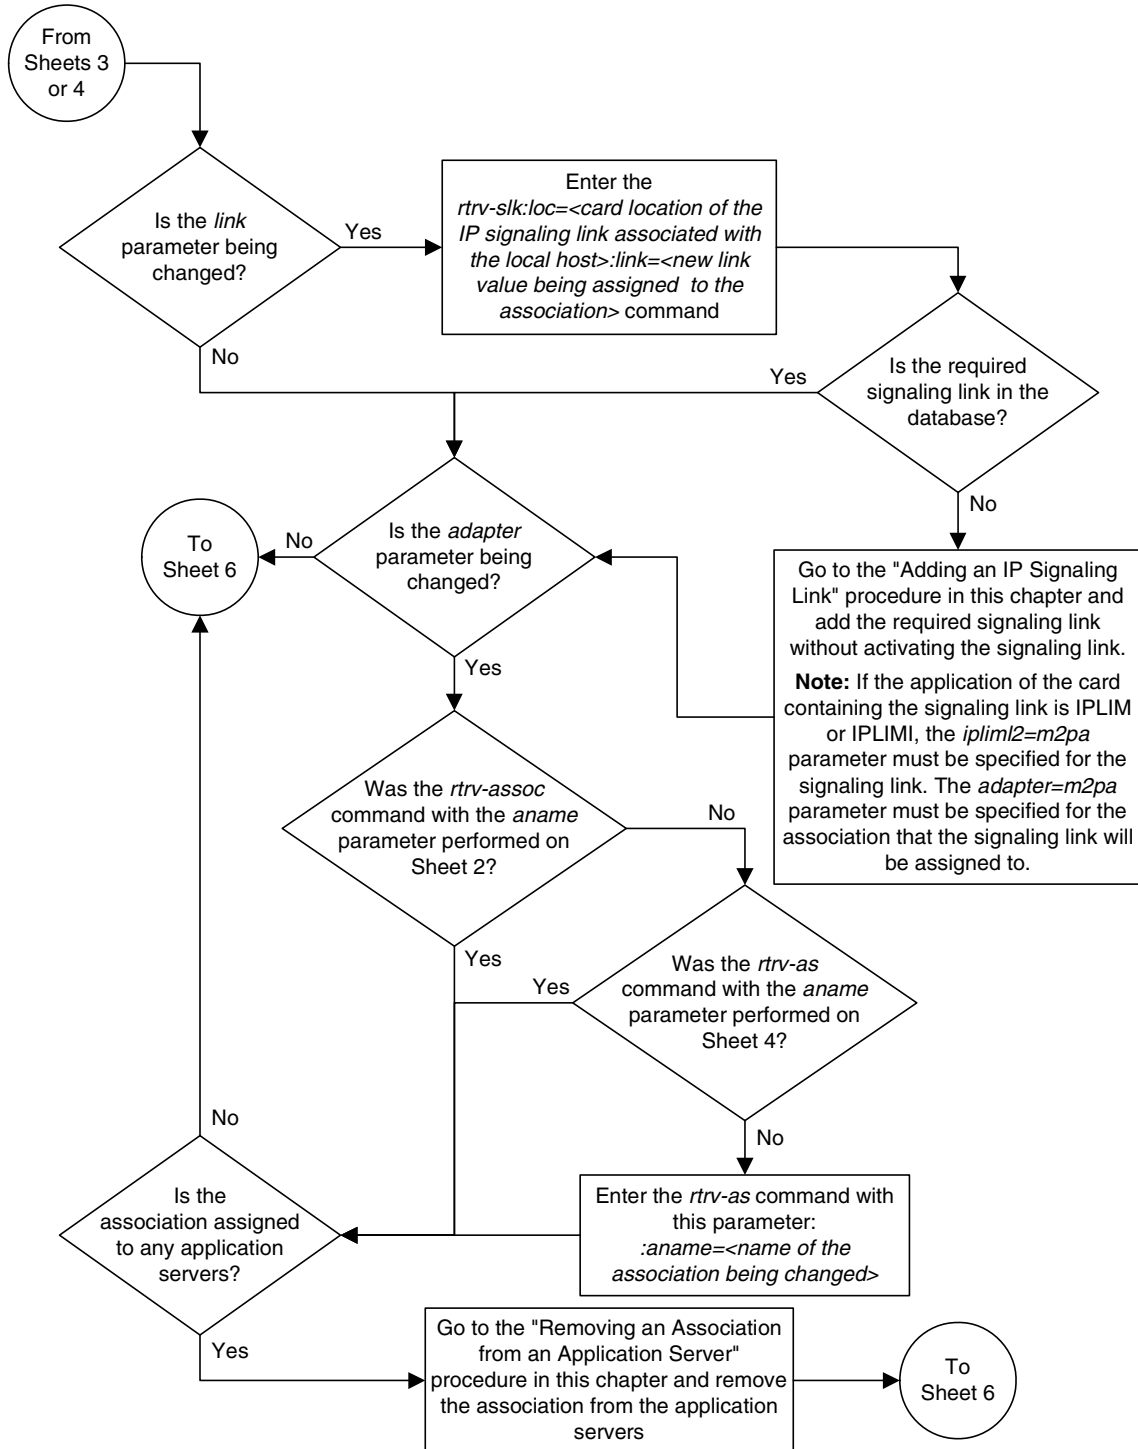 From
Sheets 3
or 4
Is the link
parameter being
changed?
Yes
No
Enter the
rtrv-slk:loc=<card location of the
IP signaling link associated with
the local host>:link=<new link
value being assigned to the
association> command
Is the required
signaling link in the
database?
Yes
No
Go to the "Adding an IP Signaling
Link" procedure in this chapter and
add the required signaling link
without activating the signaling link.
Note: If the application of the card
containing the signaling link is IPLIM
or IPLIMI, the ipliml2=m2pa
parameter must be specified for the
signaling link. The adapter=m2pa
parameter must be specified for the
association that the signaling link will
be assigned to.
Is the adapter
parameter being
changed?
No
To
Sheet 6
Yes
Was the rtrv-assoc
command with the aname
parameter performed on
Sheet 2?
No
Yes
Was the rtrv-as
command with the aname
parameter performed on
Sheet 4?
Yes
No
Enter the rtrv-as command with
this parameter:
:aname=<name of the
association being changed>
Is the
association assigned
to any application
servers?
No
Yes
Go to the "Removing an Association
from an Application Server"
procedure in this chapter and remove
the association from the application
servers
To
Sheet 6